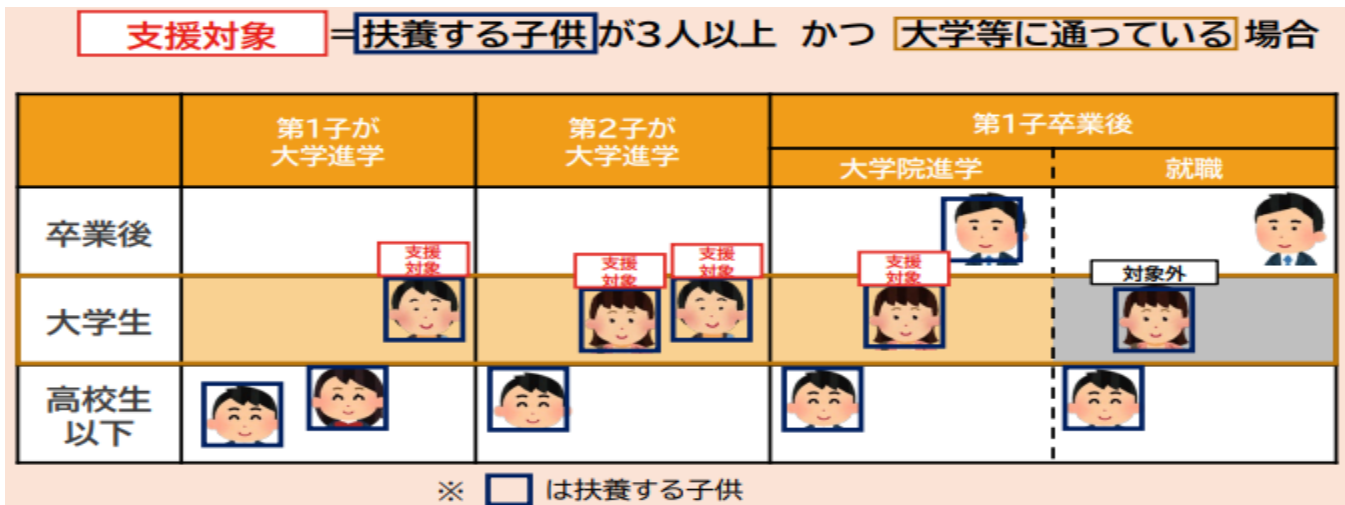 支援対象 =扶養する子供が3人以上 かつ 大学等に通っている 場合
第1子が
大学進学
第2子が
大学進学
第1子卒業後
大学院進学
就職
卒業後
支援
対象
支援
対象
支援
対象
支援
対象
対象外
大学生
高校生
以下
※ は扶養する子供